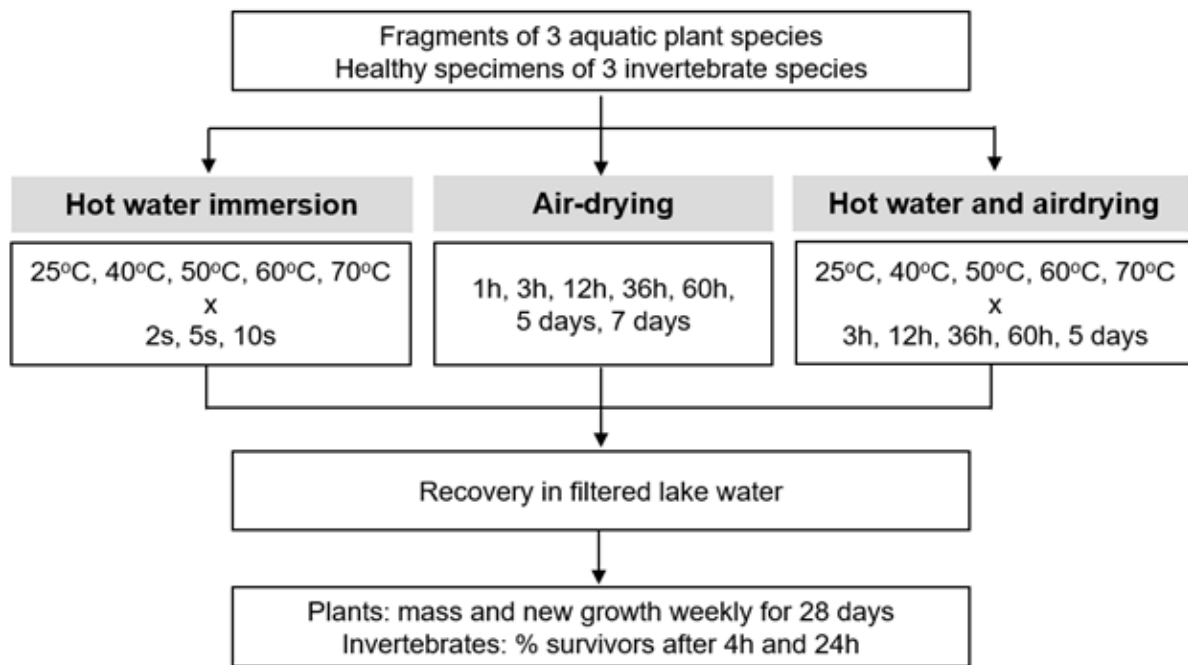 Fragments of 3 aquatic plant species
Healthy specimens of 3 invertebrate species
Hot water immersion
25ºC, 40ºC, 50ºC, 60ºC, 70ºC
x
2s, 5s, 10s
Air-drying
1h, 3h, 12h, 36h, 60h,
5 days, 7 days
Hot water and airdrying
25ºC, 40ºC, 50ºC, 60ºC, 70ºC
x
3h, 12h, 36h, 60h, 5 days
Recovery in filtered lake water
Plants: mass and new growth weekly for 28 days
Invertebrates: % survivors after 4h and 24h